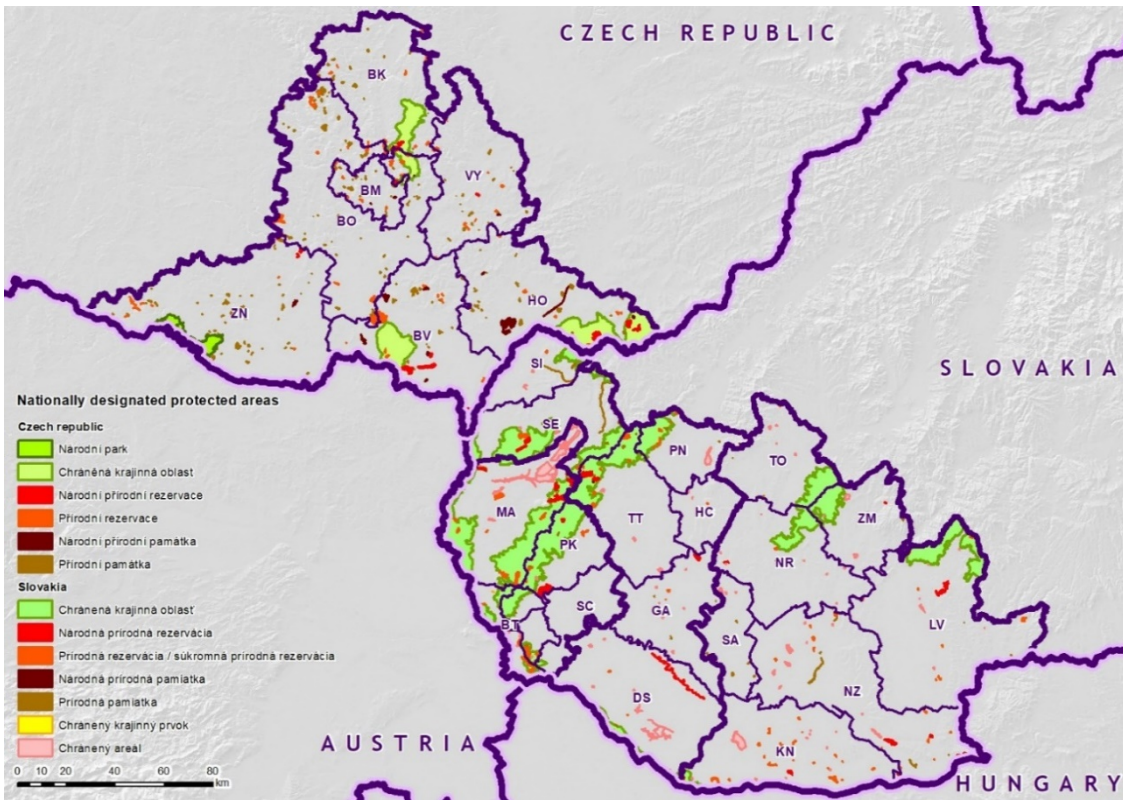 CZECH REPUBLIC
BK
VY
BM
BO
HO
ZN
BV
SLOVAKIA
SI
Nationally designated protected areas
Czech republic
Národní park
Chráněná krajinná oblast
Národní přírodní rezervace
Přírodní rezervace
Národní přírodní památka
Přírodní památka
Slovakia
Chránená krajinná oblasť
Národná prírodná rezervácia
Prírodná rezervácia / súkromná prírodná rezervácia
Národná prírodná pamiatka
Prírodná pamiatka
Chránený krajinný prvok
Chránený areál
0 10 20 40 60 80
km
SE
PN
TO
MA
TT
HC
ZM
PK
NR
SC
GA
BT
SA
LV
DS
NZ
KN
AUSTRIA
HUNGARY